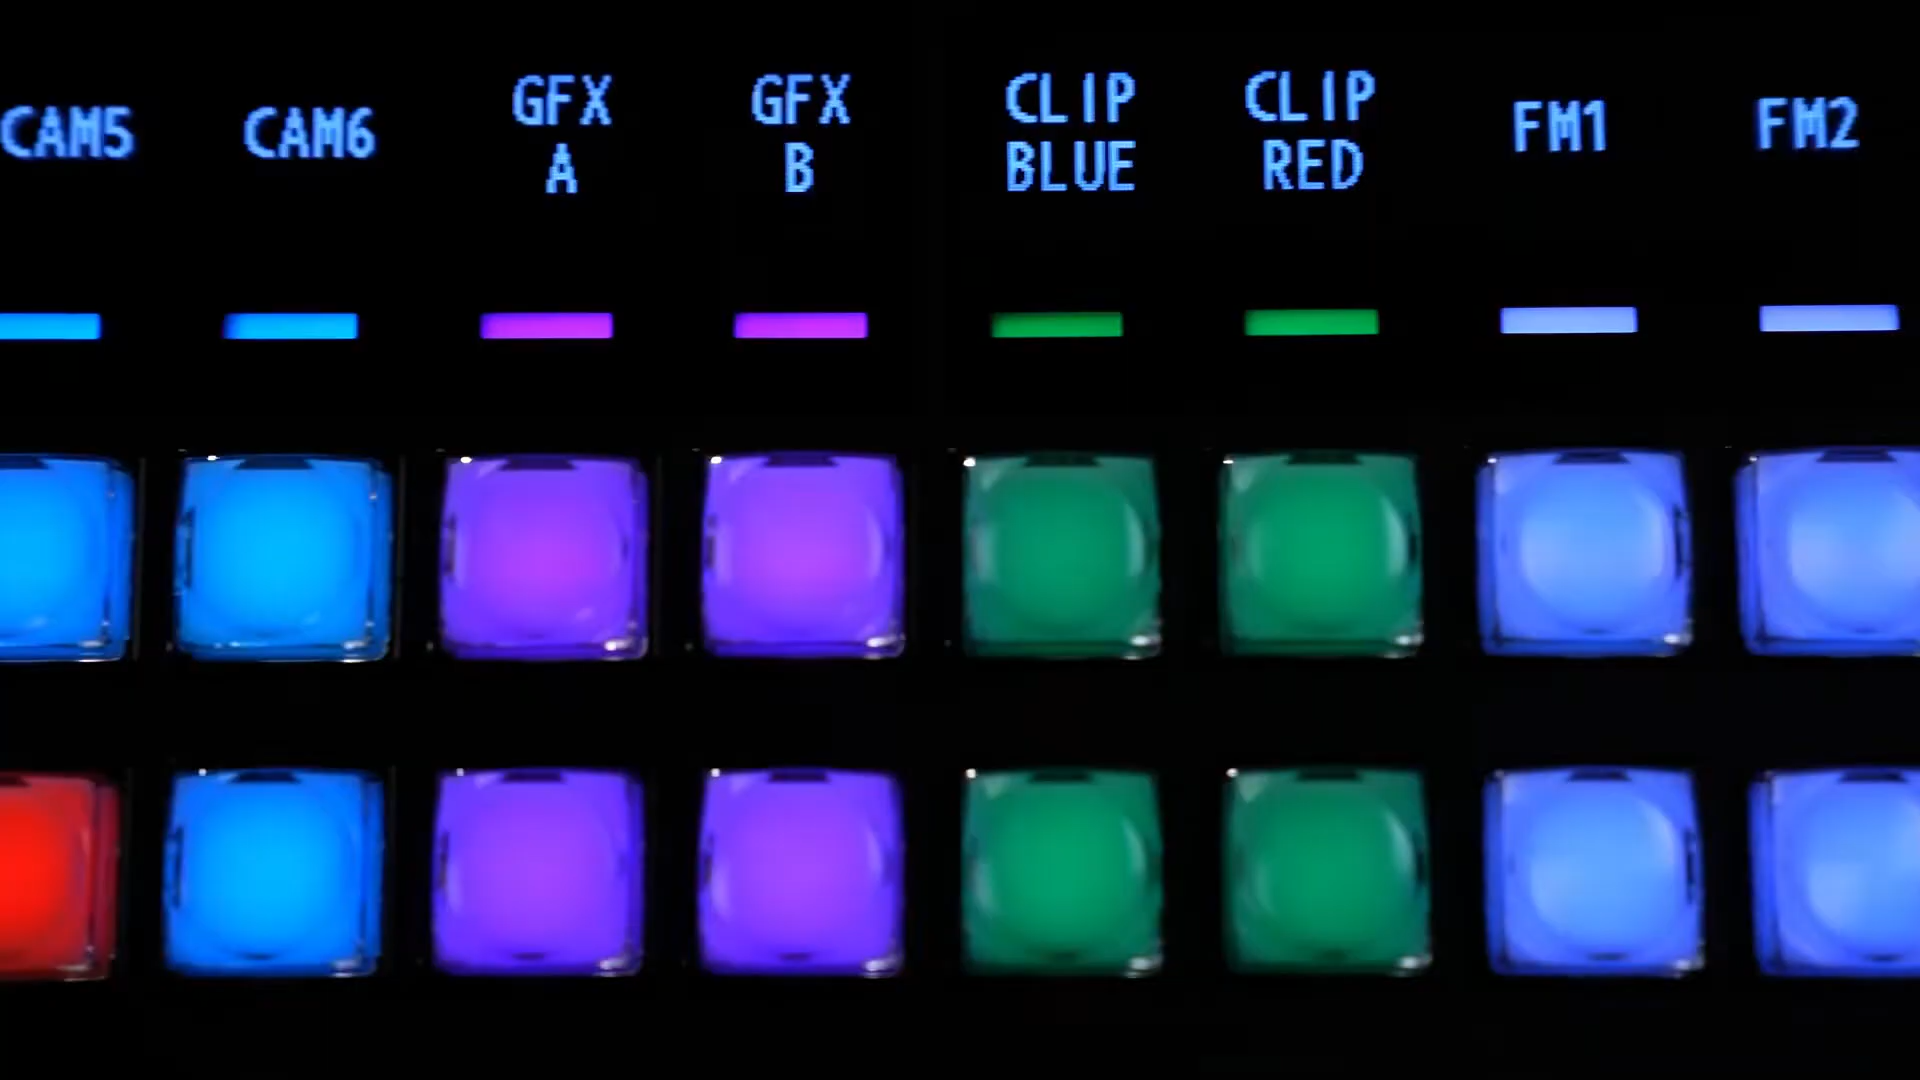 CAM5
CAM6
GFX
A
GFX
B
CLIP
BLUE
CLIP
RED
FM1
FM2